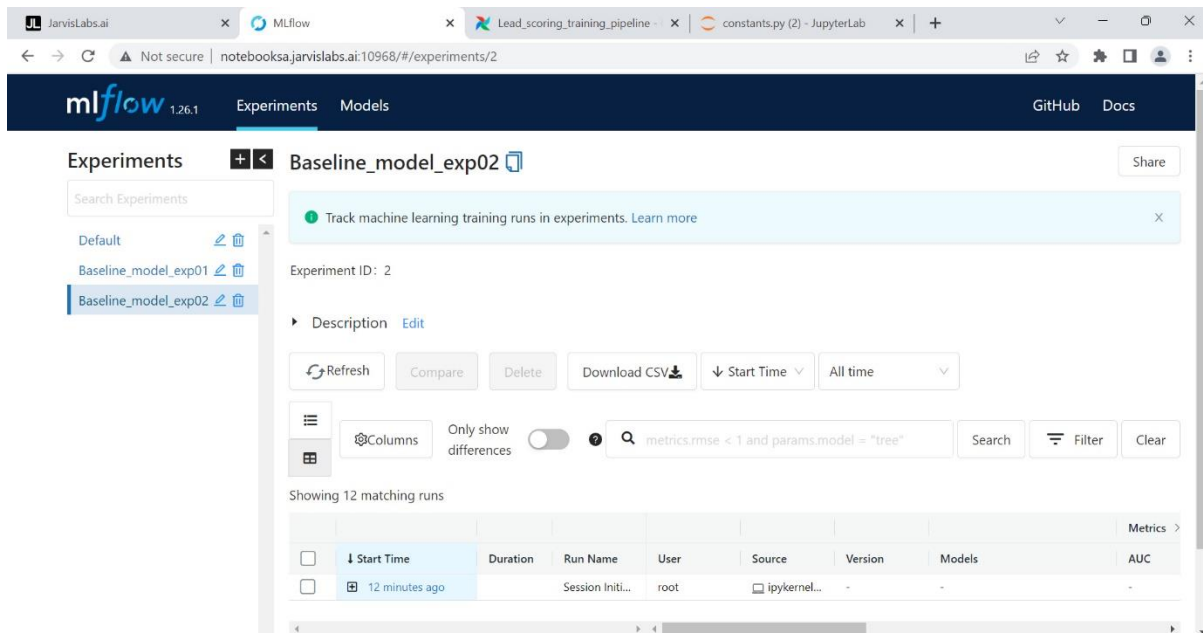 JL JarvisLabs.ai
MLflow
Lead_scoring_training_pipeline -
constants.py (2) - JupyterLab
Not secure | notebooksa.jarvislabs.ai:10968/#/experiments/2
mlflow 1.26.1 Experiments Models GitHub Docs
Experiments
Search Experiments
Default
Baseline_model_exp01
Baseline_model_exp02
Baseline_model_exp02
Share
Track machine learning training runs in experiments. Learn more
Experiment ID: 2
Description Edit
Refresh Compare Delete Download CSV Start Time All time
Columns Only show differences metrics.rmse < 1 and params.model = "tree" Search Filter Clear
Showing 12 matching runs
Metrics >
↓ Start Time Duration Run Name User Source Version Models AUC
12 minutes ago Session Initi... root ipykernel... - - -